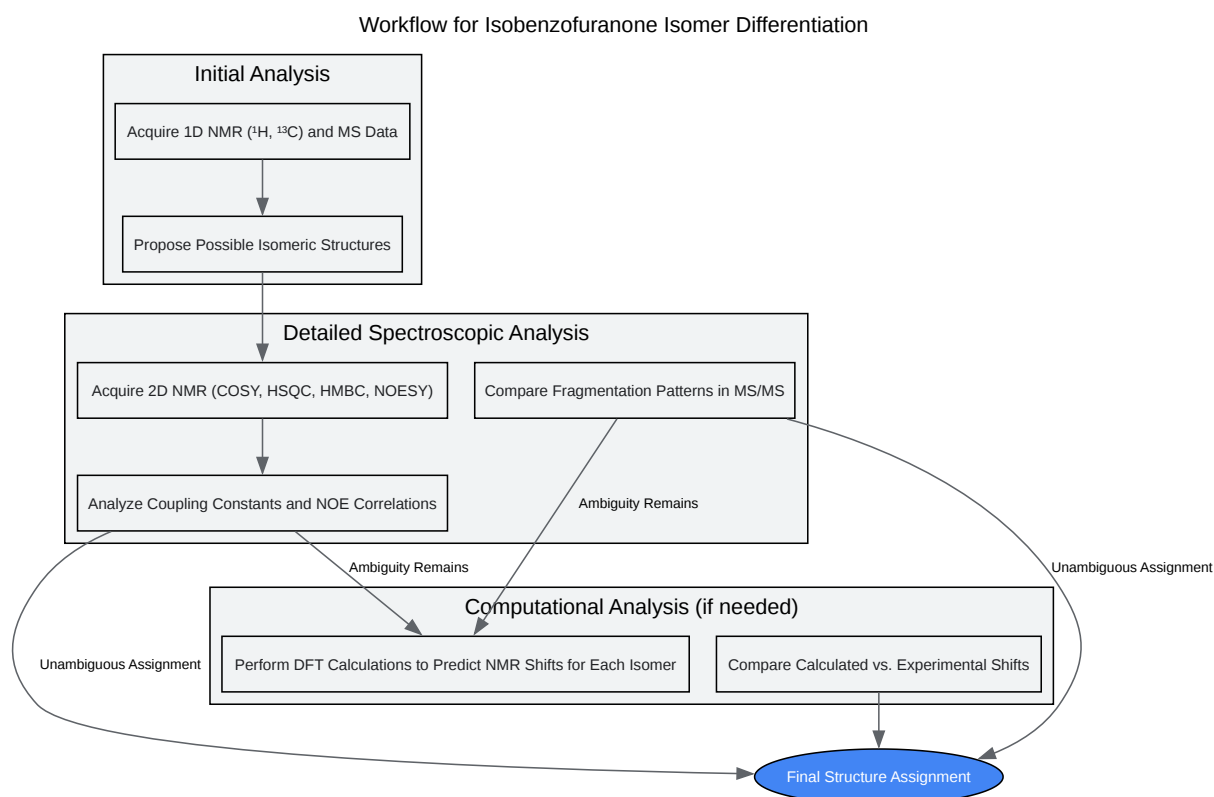 Workflow for Isobenzofuranone Isomer Differentiation
Initial Analysis
Acquire 1D NMR (¹H, ¹³C) and MS Data
Propose Possible Isomeric Structures
Detailed Spectroscopic Analysis
Acquire 2D NMR (COSY, HSQC, HMBC, NOESY)
Compare Fragmentation Patterns in MS/MS
Analyze Coupling Constants and NOE Correlations
Ambiguity Remains
Ambiguity Remains
Unambiguous Assignment
Computational Analysis (if needed)
Unambiguous Assignment
Perform DFT Calculations to Predict NMR Shifts for Each Isomer
Compare Calculated vs. Experimental Shifts
Final Structure Assignment